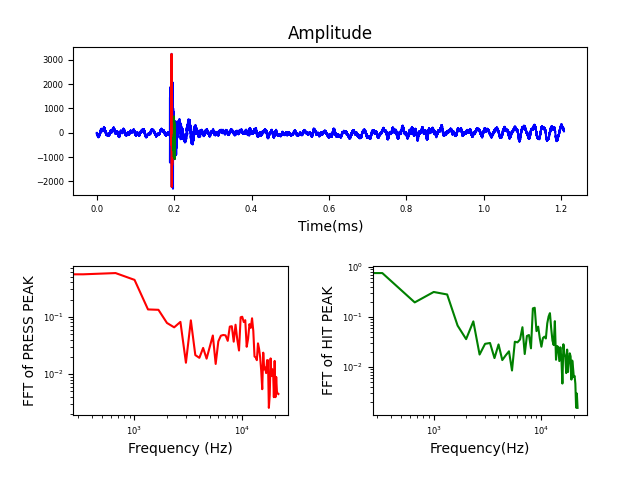 Amplitude
3000
2000
1000
0
−1000
−2000
0.0 0.2 0.4 0.6 0.8 1.0 1.2
Time(ms)
FFT of PRESS PEAK
10⁻¹
10⁻²
10³ 10⁴
Frequency (Hz)
FFT of HIT PEAK
10⁰
10⁻¹
10⁻²
10³ 10⁴
Frequency(Hz)